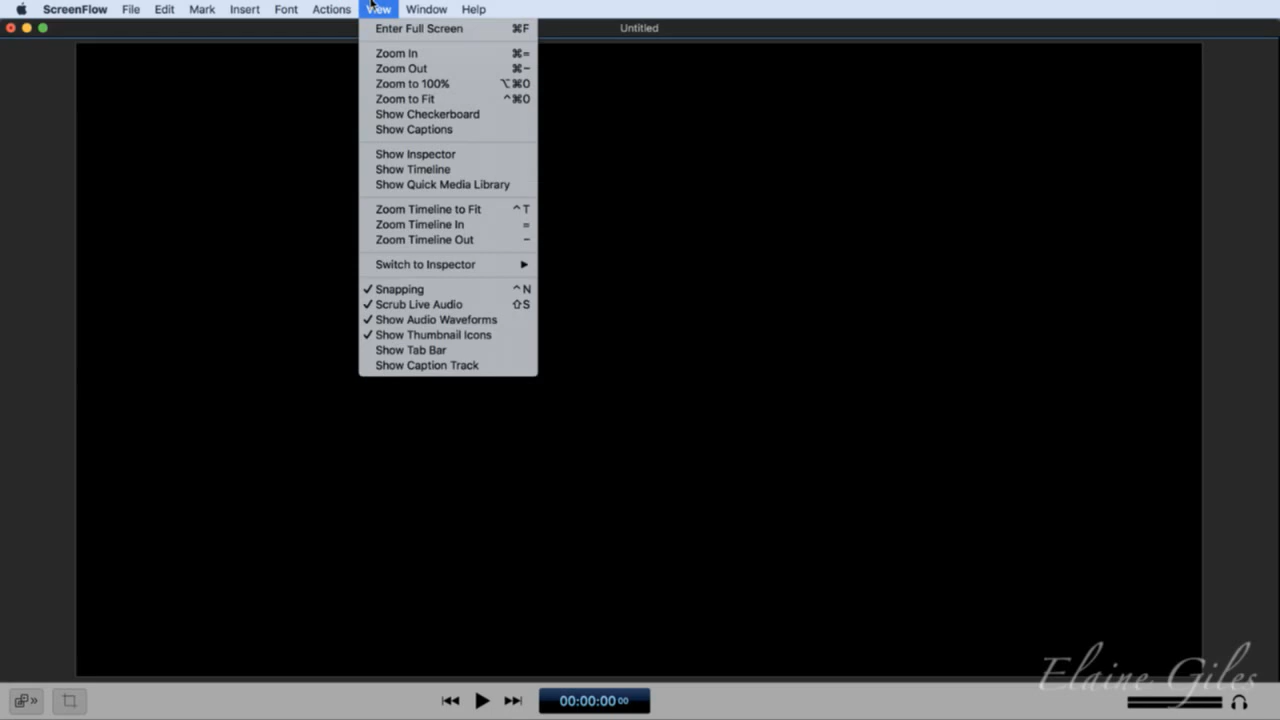 ScreenFlow File Edit Mark Insert Font Actions View Window Help
Untitled
Enter Full Screen ⌘F
Zoom In ⌘=
Zoom Out ⌘−
Zoom to 100% ⌥⌘0
Zoom to Fit ^⌘0
Show Checkerboard
Show Captions
Show Inspector
Show Timeline
Show Quick Media Library
Zoom Timeline to Fit ^T
Zoom Timeline In =
Zoom Timeline Out −
Switch to Inspector ▶
✓ Snapping ^N
✓ Scrub Live Audio ⇧S
✓ Show Audio Waveforms
✓ Show Thumbnail Icons
Show Tab Bar
Show Caption Track
Elaine Giles
00:00:00 00